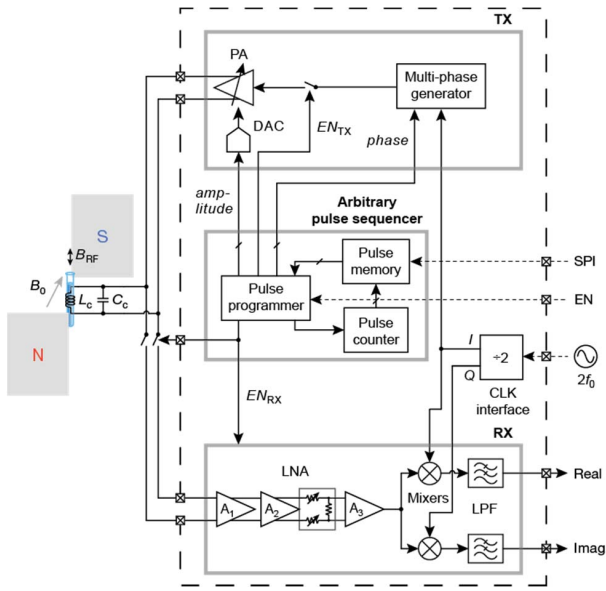 TX
PA
Multi-phase
generator
DAC
EN_TX
phase
amp-
litude
Arbitrary
pulse sequencer
S
B_RF
B_0
L_c
C_c
N
Pulse
memory
Pulse
programmer
Pulse
counter
SPI
EN
I
Q
÷2
2f_0
CLK
interface
EN_RX
RX
LNA
A_1
A_2
A_3
Mixers
LPF
Real
Imag